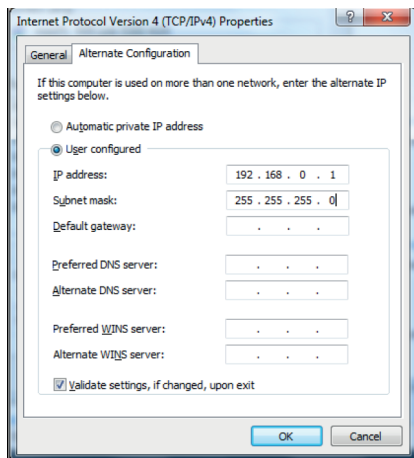 Internet Protocol Version 4 (TCP/IPv4) Properties
?
X
General
Alternate Configuration
If this computer is used on more than one network, enter the alternate IP
settings below.
Automatic private IP address
User configured
IP address:
192 . 168 . 0 . 1
Subnet mask:
255 . 255 . 255 . 0
Default gateway:
. . .
Preferred DNS server:
. . .
Alternate DNS server:
. . .
Preferred WINS server:
. . .
Alternate WINS server:
. . .
Validate settings, if changed, upon exit
OK
Cancel